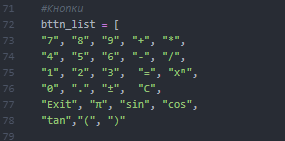 71 #Кнопки
72 bttn_list = [
73 "7", "8", "9", "+", "*",
74 "4", "5", "6", "-", "/",
75 "1", "2", "3",  "=", "xⁿ",
76 "0", ".", "±",  "C",
77 "Exit", "π", "sin", "cos",
78 "tan","(", ")"
79